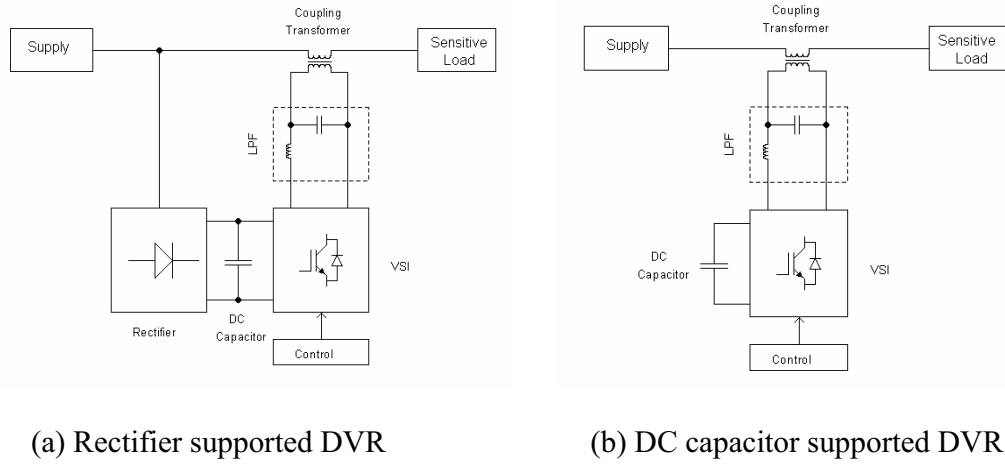 Coupling
Transformer
Supply
Sensitive
Load
LPF
VSI
Rectifier
DC
Capacitor
Control
(a) Rectifier supported DVR
Coupling
Transformer
Supply
Sensitive
Load
LPF
DC
Capacitor
VSI
Control
(b) DC capacitor supported DVR